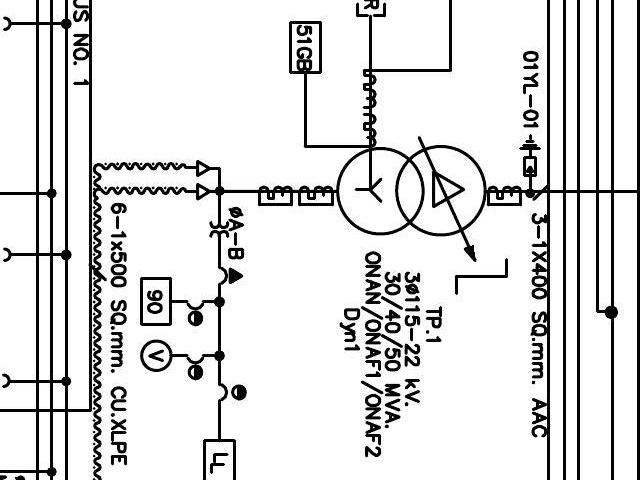 TP.1
3ø115-22 kV.
30/40/50 MVA.
ONAN/ONAF1/ONAF2
Dyn1
01YL-01
3-1X400 SQ.mm. AAC
51GB
R
US NO. 1
øA-B
6-1x500 SQ.mm. CU.XLPE
90
V